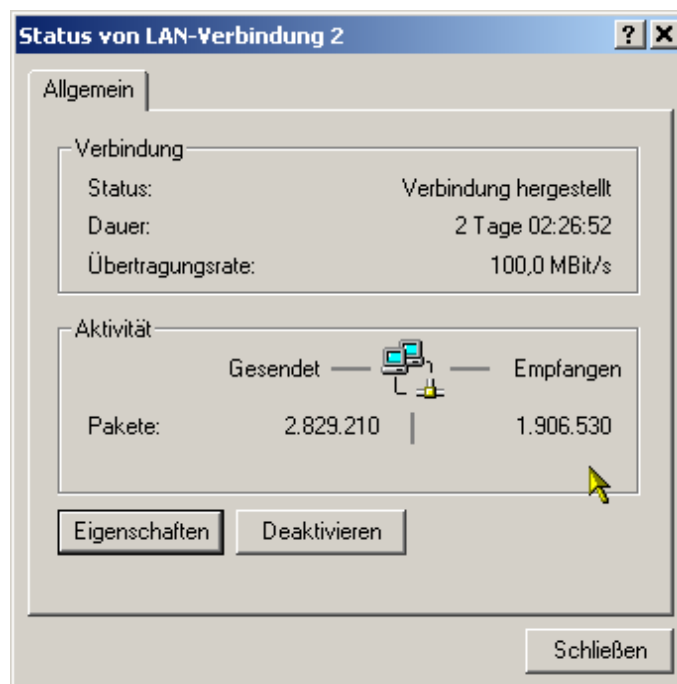 Status von LAN-Verbindung 2
Allgemein
Verbindung
Status: Verbindung hergestellt
Dauer: 2 Tage 02:26:52
Übertragungsrate: 100,0 MBit/s
Aktivität
Gesendet Empfangen
Pakete: 2.829.210 1.906.530
Eigenschaften Deaktivieren
Schließen